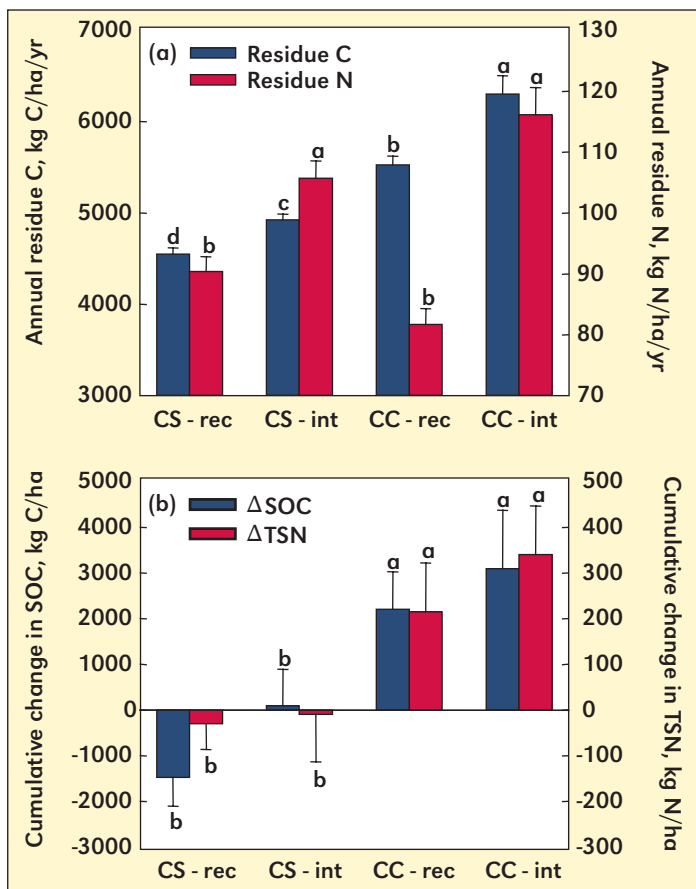 (a)
Residue C
Residue N
Annual residue C, kg C/ha/yr
7000
6000
5000
4000
3000
Annual residue N, kg N/ha/yr
130
120
110
100
90
80
70
d
b
c
a
b
b
a
a
CS - rec
CS - int
CC - rec
CC - int
(b)
ΔSOC
ΔTSN
Cumulative change in SOC, kg C/ha
5000
4000
3000
2000
1000
0
-1000
-2000
-3000
Cumulative change in TSN, kg N/ha
500
400
300
200
100
0
-100
-200
-300
b
b
b
b
a
a
a
a
CS - rec
CS - int
CC - rec
CC - int